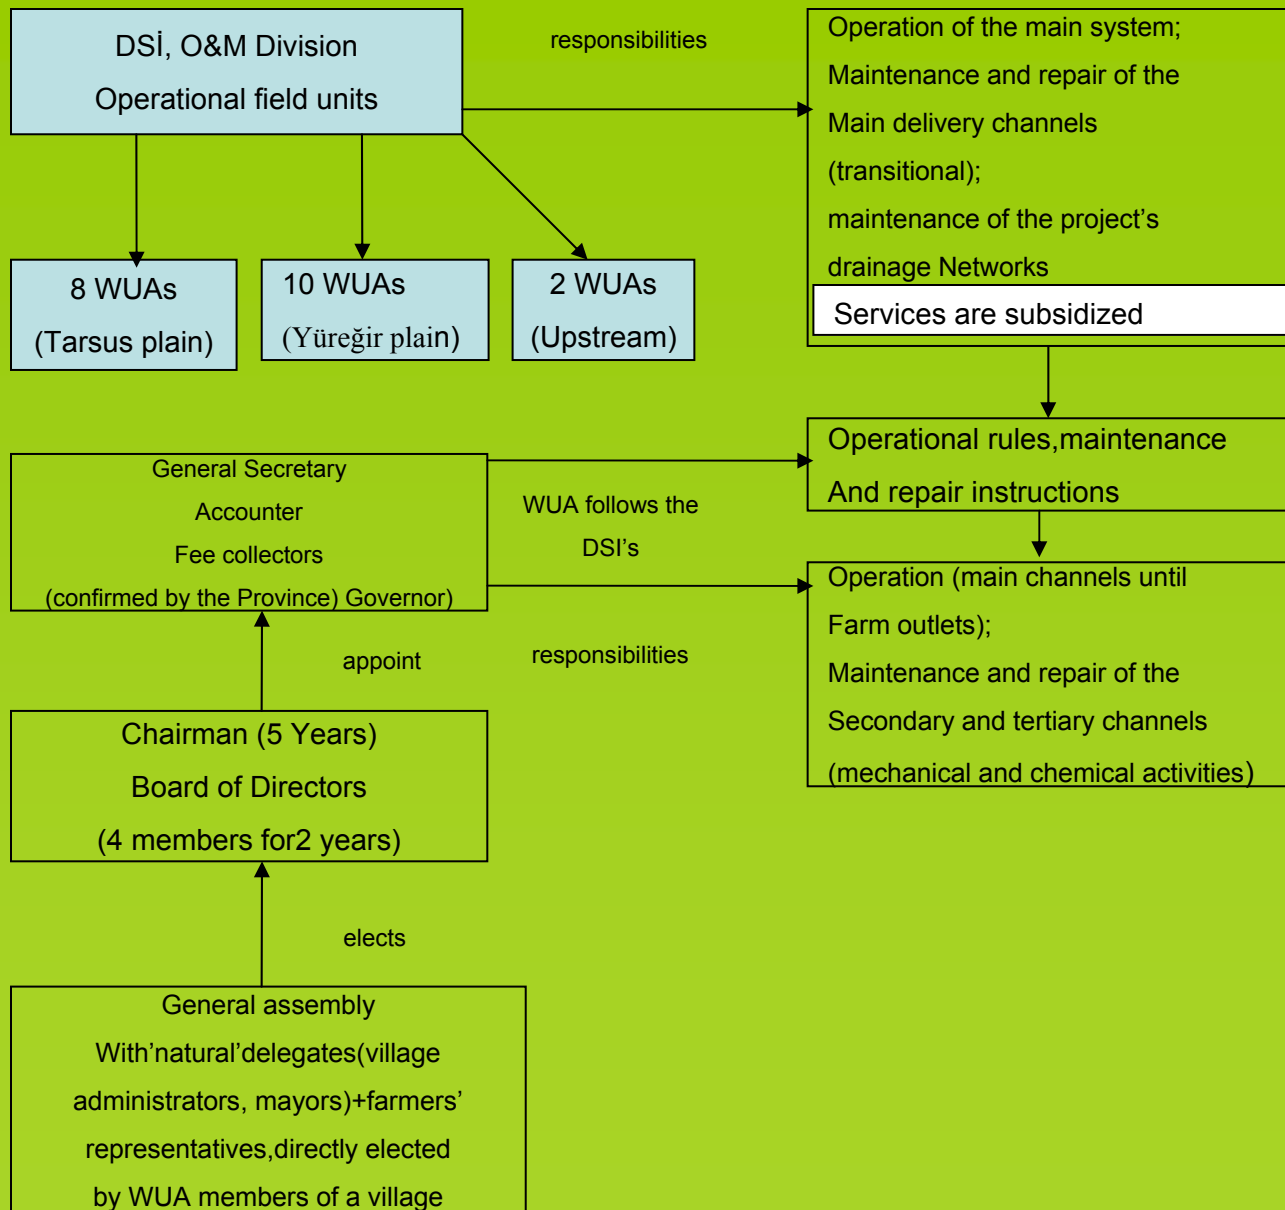 DSİ, O&M Division
Operational field units
responsibilities
Operation of the main system;
Maintenance and repair of the
Main delivery channels
(transitional);
maintenance of the project's
drainage Networks
Services are subsidized
8 WUAs
(Tarsus plain)
10 WUAs
(Yüreğir plain)
2 WUAs
(Upstream)
General Secretary
Accounter
Fee collectors
(confirmed by the Province) Governor)
WUA follows the
DSI's
Operational rules,maintenance
And repair instructions
responsibilities
Operation (main channels until
Farm outlets);
Maintenance and repair of the
Secondary and tertiary channels
(mechanical and chemical activities)
appoint
Chairman (5 Years)
Board of Directors
(4 members for2 years)
elects
General assembly
With'natural'delegates(village
administrators, mayors)+farmers'
representatives,directly elected
by WUA members of a village